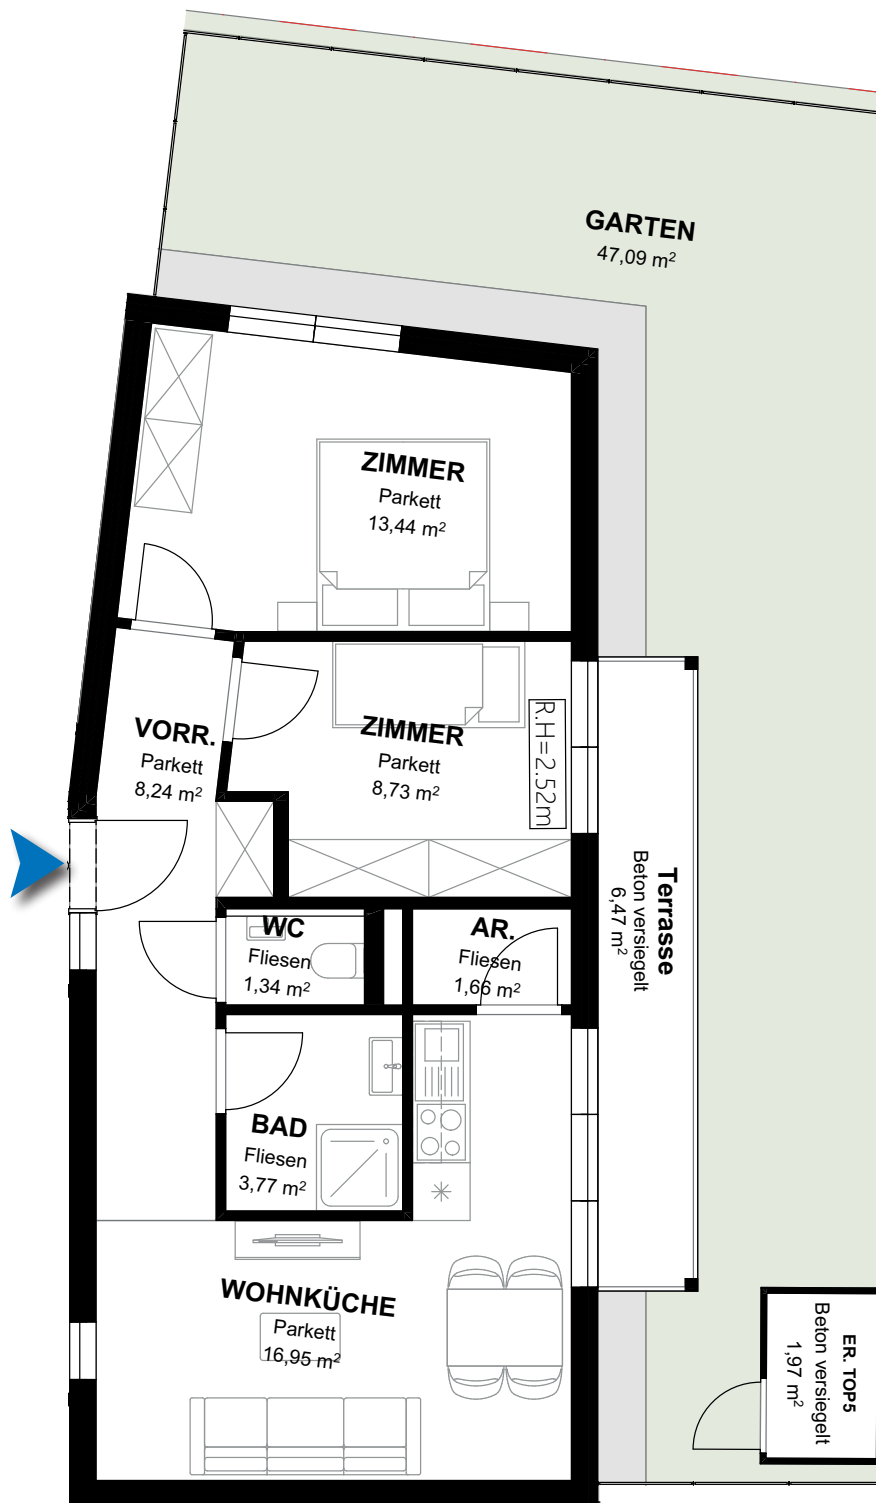 GARTEN
47,09 m²
ZIMMER
Parkett
13,44 m²
VORR.
Parkett
8,24 m²
ZIMMER
Parkett
8,73 m²
R.H=2.52m
Terrasse
Beton versiegelt
6,47 m²
WC
Fliesen
1,34 m²
AR.
Fliesen
1,66 m²
BAD
Fliesen
3,77 m²
WOHNKÜCHE
Parkett
16,95 m²
ER. TOP5
Beton versiegelt
1,97 m²